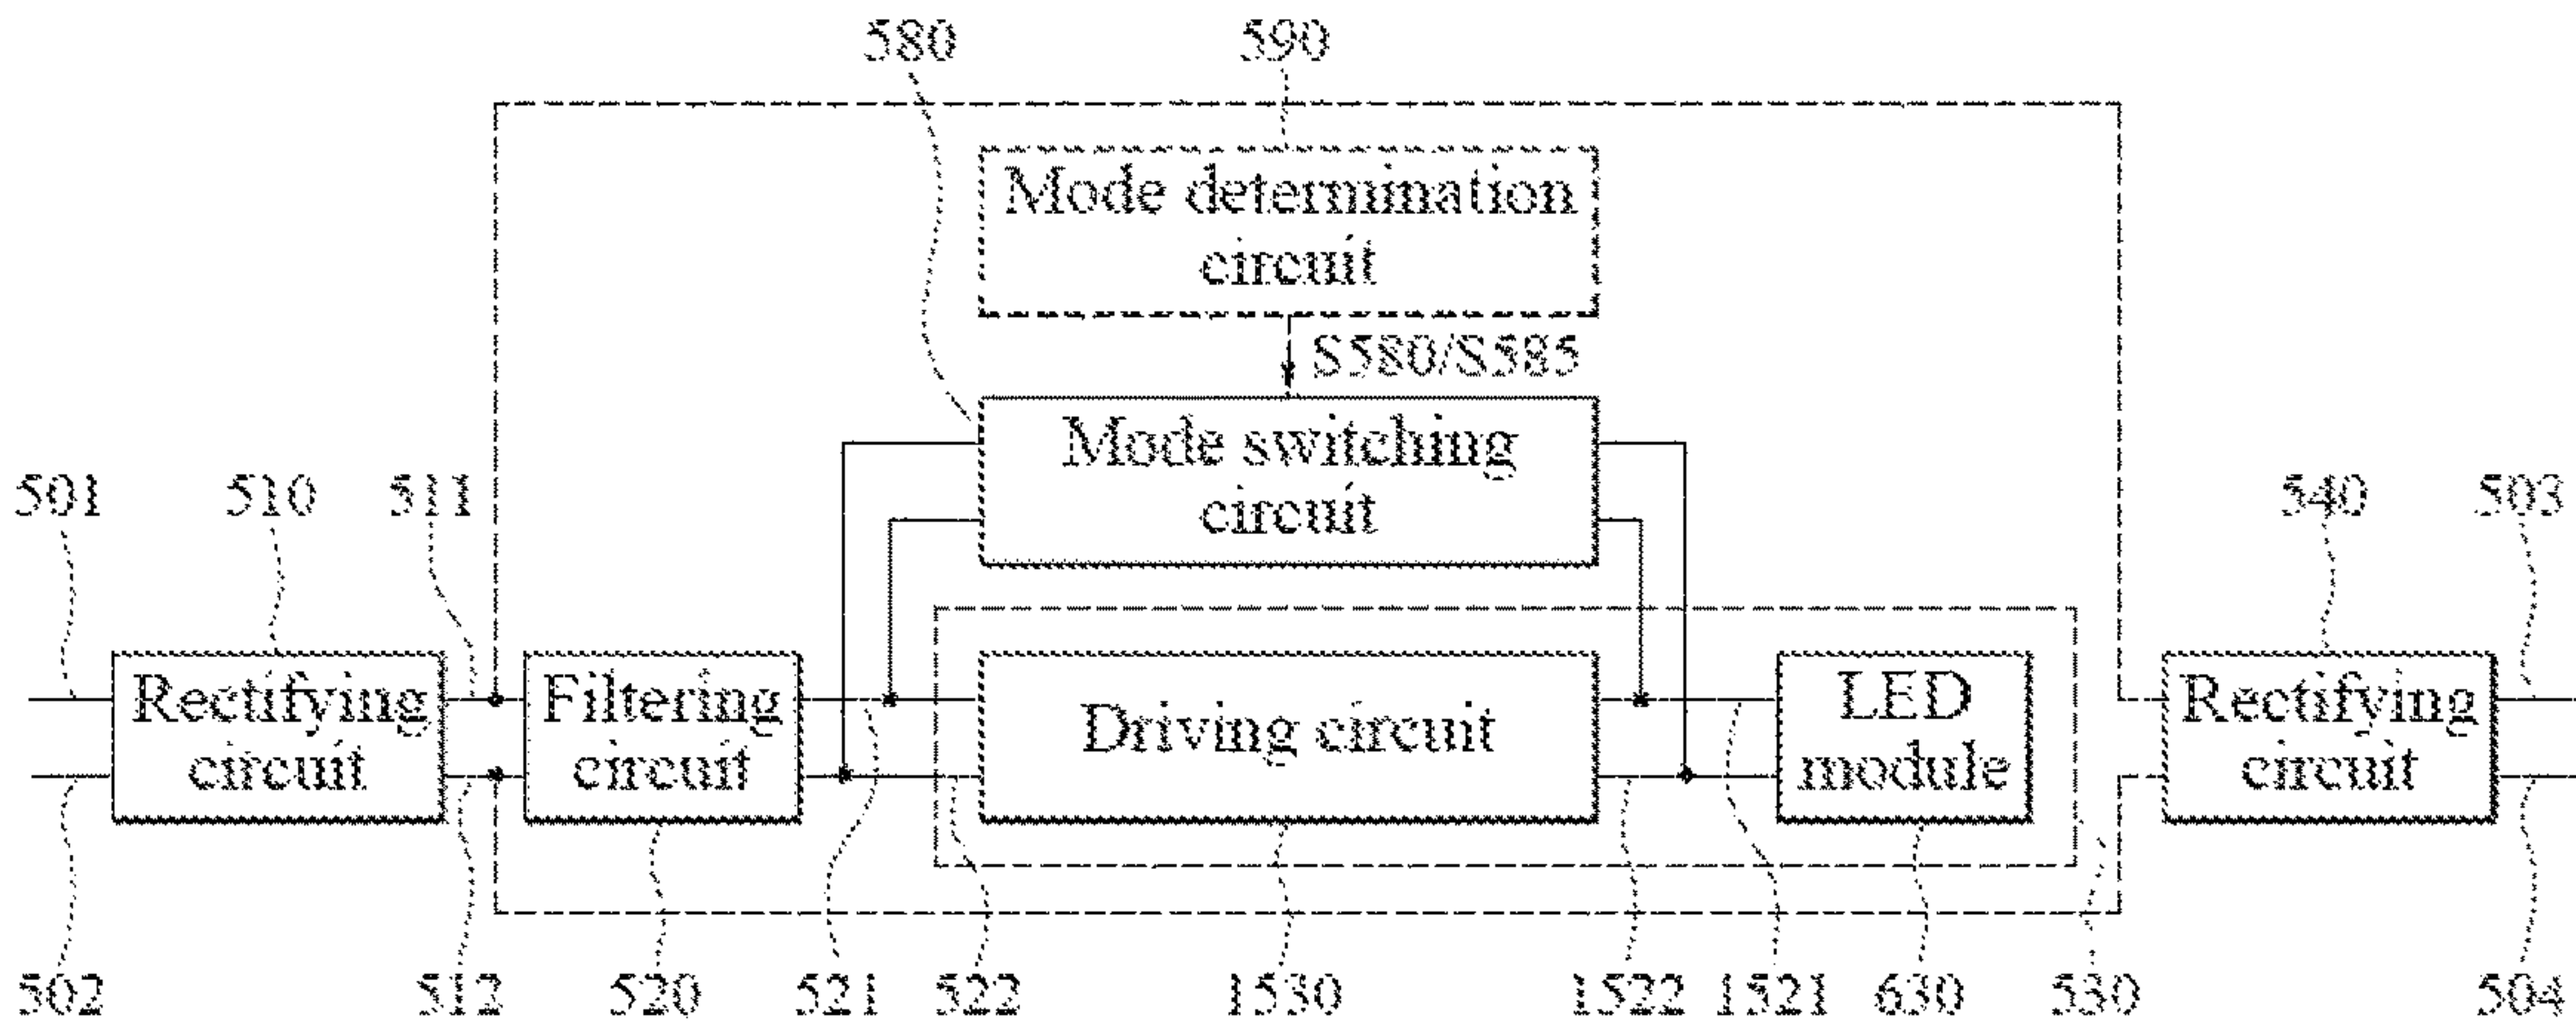 580 590
Mode determination
circuit
S580/S585
Mode switching
circuit
501 510 511 540 503
Rectifying
circuit
Filtering
circuit
Driving circuit
LED
module
Rectifying
circuit
502 512 520 521 522 1530 1522 1521 630 530 504